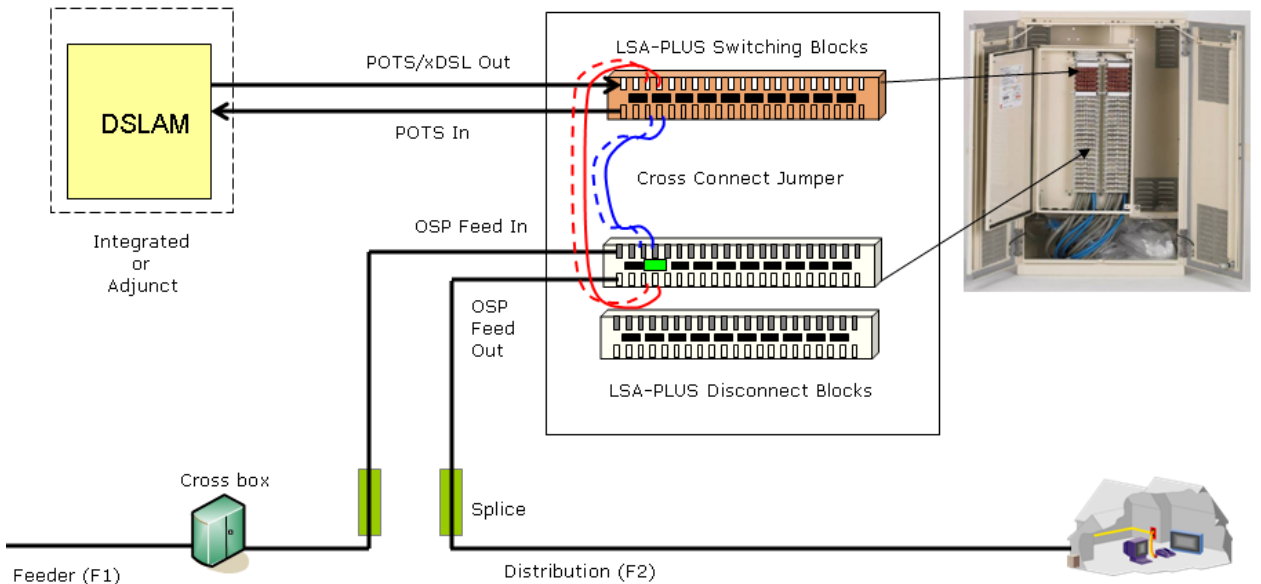 LSA-PLUS Switching Blocks
POTS/xDSL Out
DSLAM
POTS In
Cross Connect Jumper
OSP Feed In
Integrated
or
Adjunct
OSP
Feed
Out
LSA-PLUS Disconnect Blocks
Cross box
Splice
Feeder (F1)
Distribution (F2)